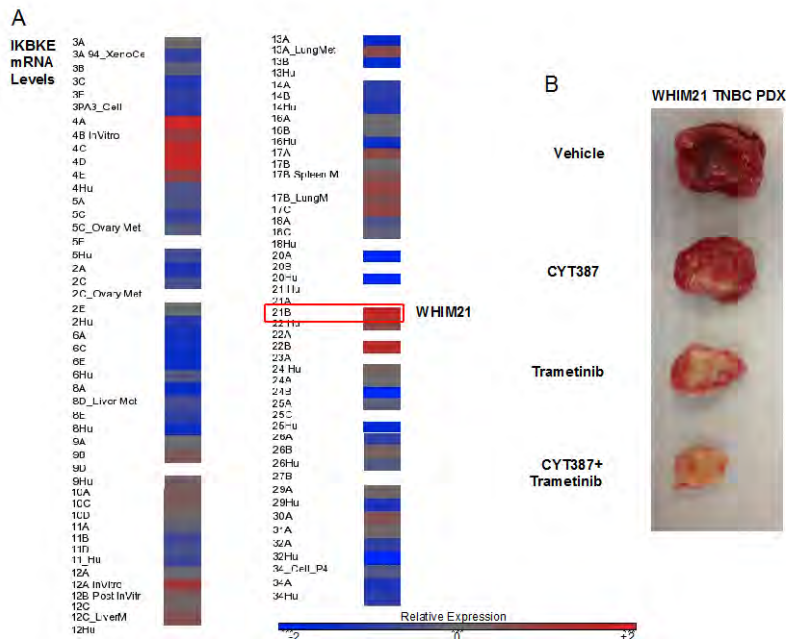 A
IKBKE
mRNA
Levels
3A
3A 94_XenoCe
3B
3C
3E
3PA3_Cell
4A
4B InVitro
4C
4D
4E
4Hu
5A
5C
5C_Ovary Met
5E
5Hu
2A
2C
2C_Ovary Met
2E
2Hu
6A
6C
6E
6Hu
8A
8D_Liver Met
8E
8Hu
9A
9B
9D
9Hu
10A
10C
10D
11A
11B
11D
11_Hu
12A
12A InVitro
12B Post InVitr
12C
12C_LiverM
12Hu
13A
13A_LungMet
13B
13Hu
14A
14B
14Hu
16A
16B
16Hu
17A
17B
17B Spleen M
17B_LungM
17C
18A
18C
18Hu
20A
20B
20Hu
21 Hu
21A
21B
WHIM21
22 Hu
22A
22B
23A
24 Hu
24A
24B
25A
25C
25Hu
26A
26B
26Hu
27B
29A
29Hu
30A
31A
32A
32Hu
34_Cell_P4
34A
34Hu
Relative Expression
-2 0 +2
B
WHIM21 TNBC PDX
Vehicle
CYT387
Trametinib
CYT387+
Trametinib